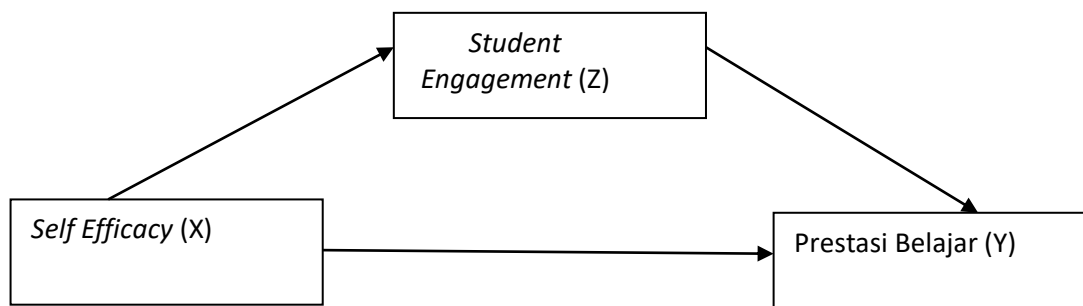 Student
Engagement (Z)
Self Efficacy (X)
Prestasi Belajar (Y)